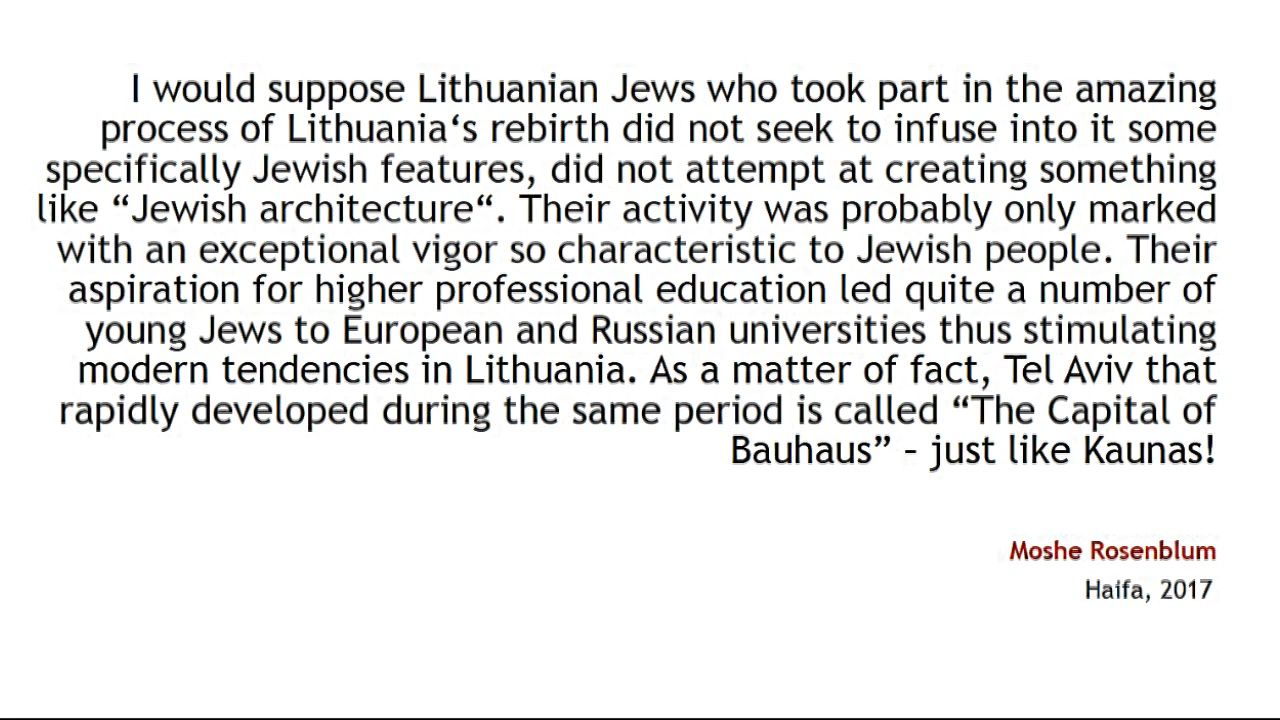 I would suppose Lithuanian Jews who took part in the amazing
process of Lithuania‘s rebirth did not seek to infuse into it some
specifically Jewish features, did not attempt at creating something
like “Jewish architecture“. Their activity was probably only marked
with an exceptional vigor so characteristic to Jewish people. Their
aspiration for higher professional education led quite a number of
young Jews to European and Russian universities thus stimulating
modern tendencies in Lithuania. As a matter of fact, Tel Aviv that
rapidly developed during the same period is called “The Capital of
Bauhaus” – just like Kaunas!
Moshe Rosenblum
Haifa, 2017